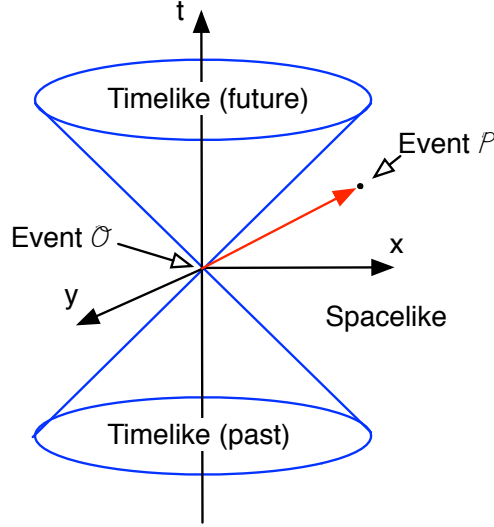 t
Timelike (future)
Event 𝒫
Event 𝒪
x
y
Spacelike
Timelike (past)